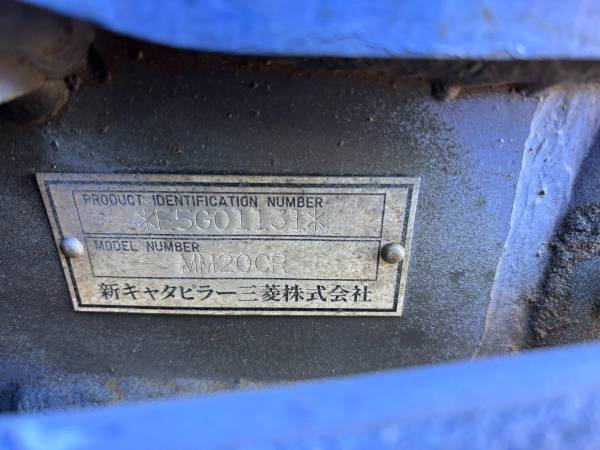 PRODUCT IDENTIFICATION NUMBER
*F5G01131*
MODEL NUMBER
MM20CR
新キャタピラー三菱株式会社